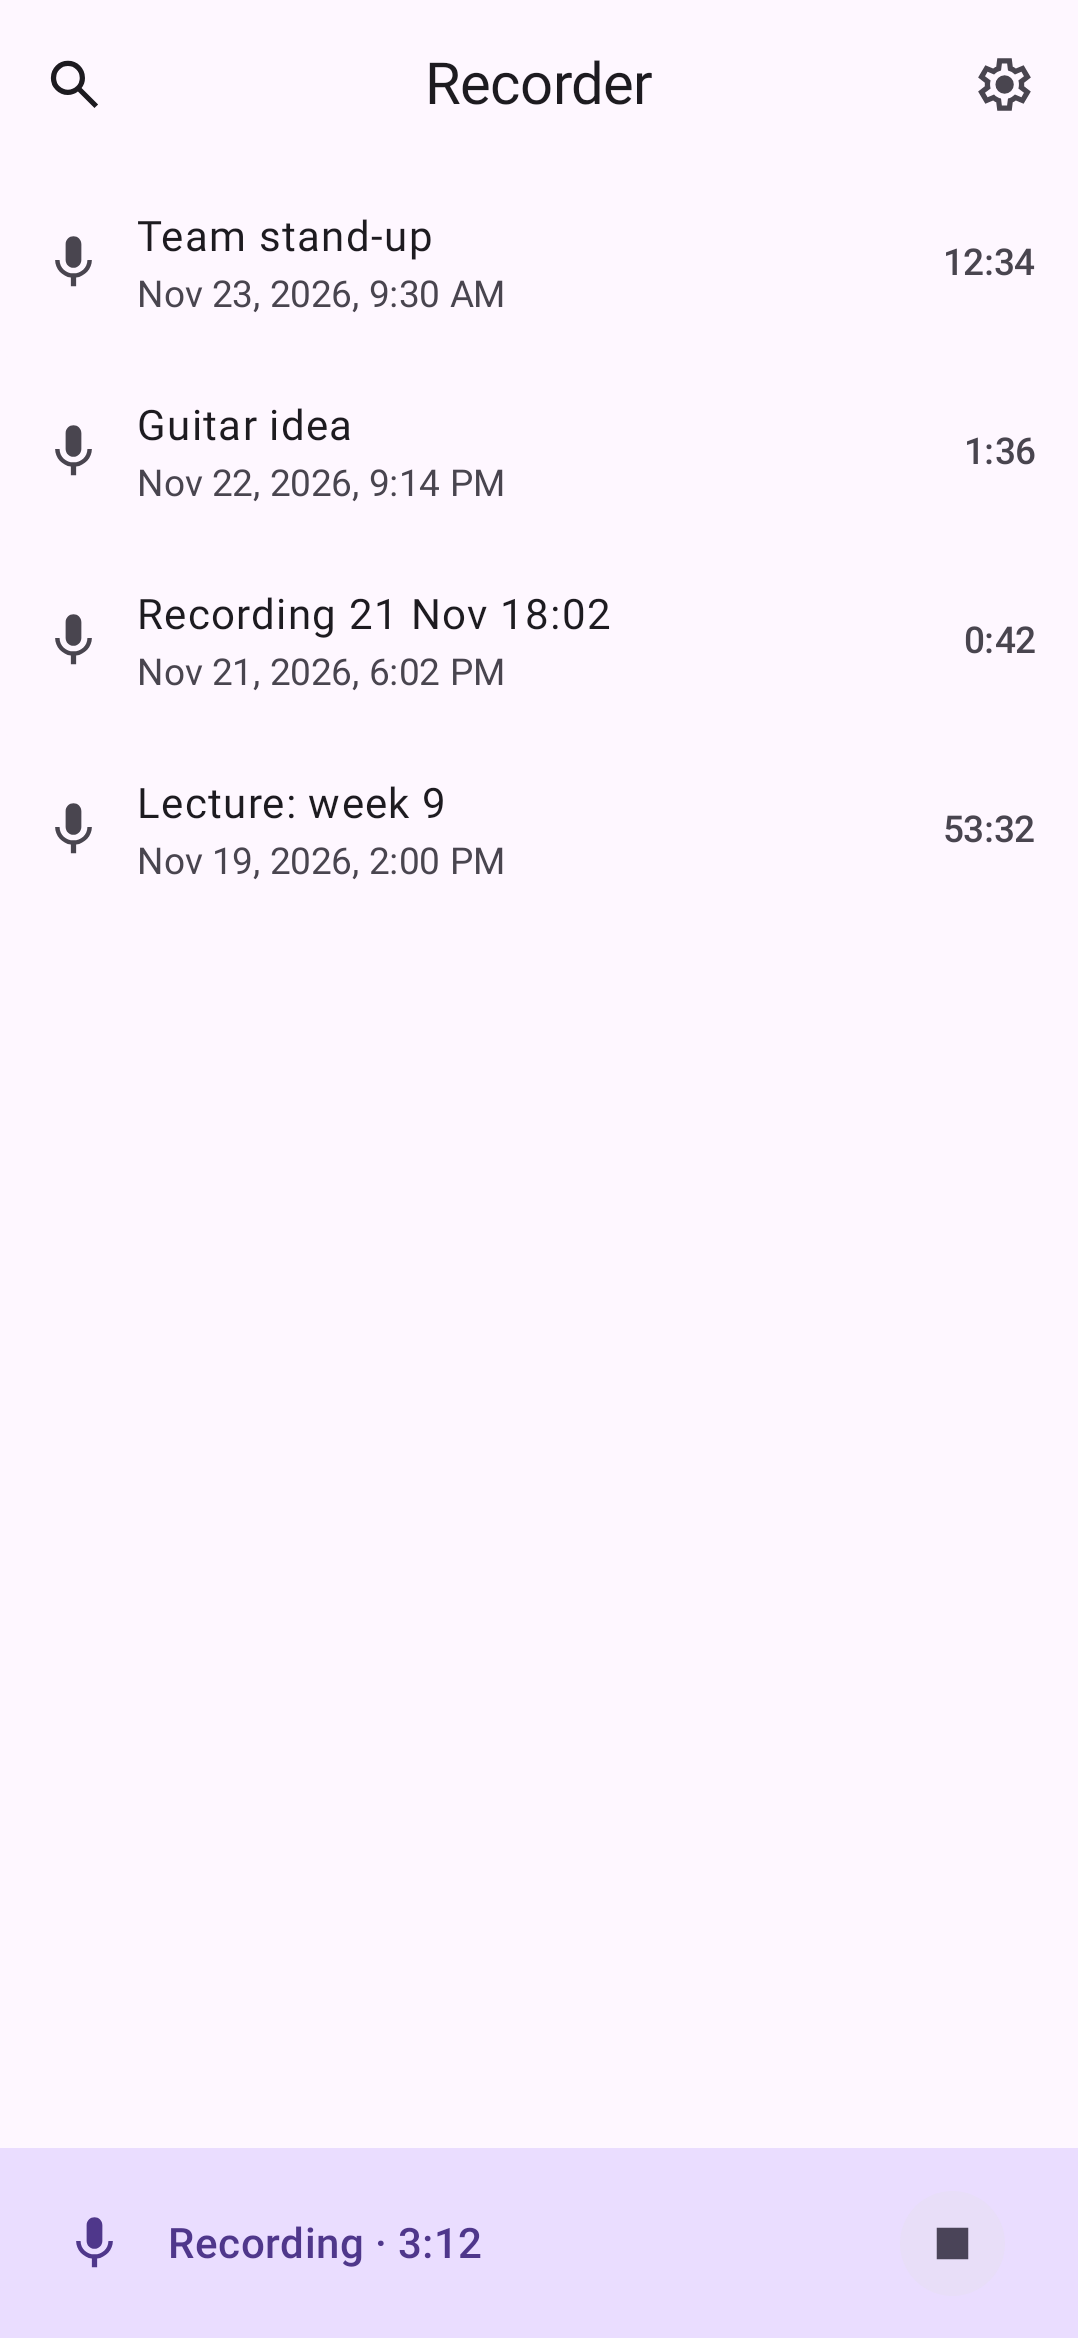 Recorder
Team stand-up
Nov 23, 2026, 9:30 AM
12:34
Guitar idea
Nov 22, 2026, 9:14 PM
1:36
Recording 21 Nov 18:02
Nov 21, 2026, 6:02 PM
0:42
Lecture: week 9
Nov 19, 2026, 2:00 PM
53:32
Recording · 3:12